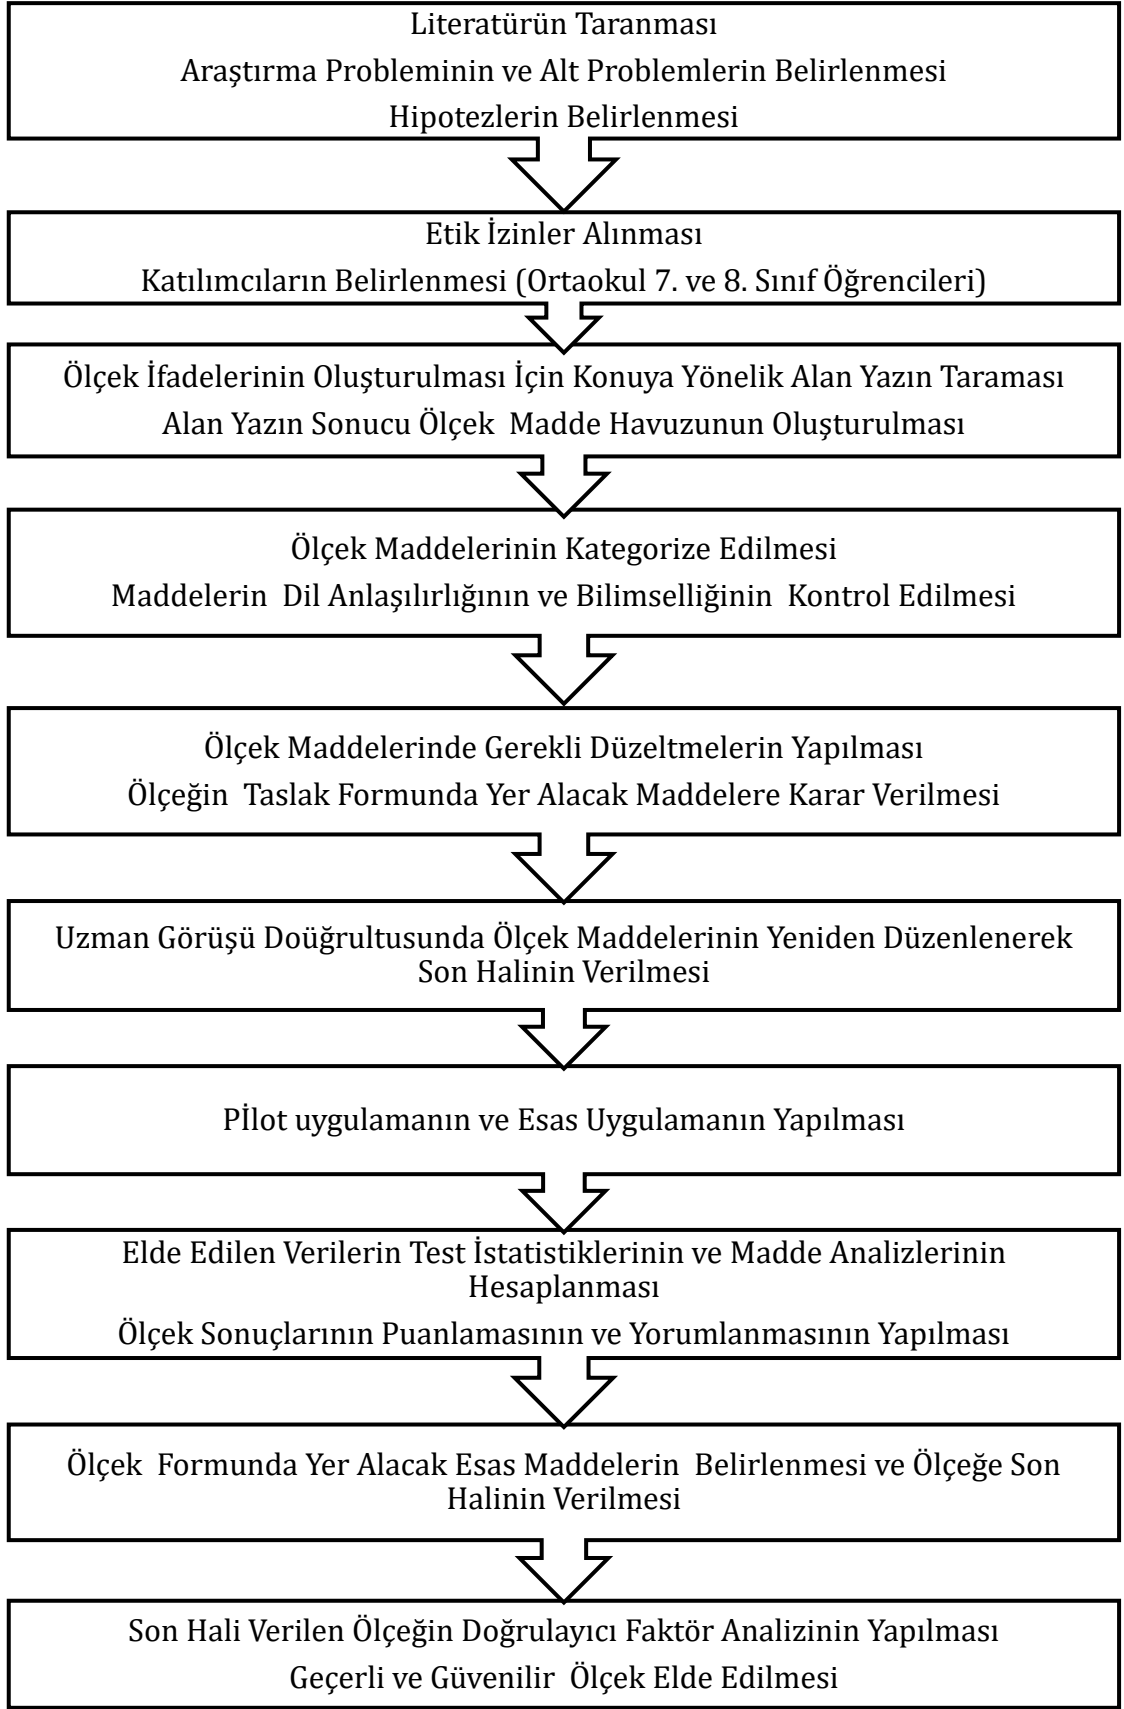 Literatürün Taranması
Araştırma Probleminin ve Alt Problemlerin Belirlenmesi
Hipotezlerin Belirlenmesi
Etik İzinler Alınması
Katılımcıların Belirlenmesi (Ortaokul 7. ve 8. Sınıf Öğrencileri)
Ölçek İfadelerinin Oluşturulması İçin Konuya Yönelik Alan Yazın Taraması
Alan Yazın Sonucu Ölçek  Madde Havuzunun Oluşturulması
Ölçek Maddelerinin Kategorize Edilmesi
Maddelerin  Dil Anlaşılırlığının ve Bilimselliğinin  Kontrol Edilmesi
Ölçek Maddelerinde Gerekli Düzeltmelerin Yapılması
Ölçeğin  Taslak Formunda Yer Alacak Maddelere Karar Verilmesi
Uzman Görüşü Doüğrultusunda Ölçek Maddelerinin Yeniden Düzenlenerek
Son Halinin Verilmesi
Pİlot uygulamanın ve Esas Uygulamanın Yapılması
Elde Edilen Verilerin Test İstatistiklerinin ve Madde Analizlerinin
Hesaplanması
Ölçek Sonuçlarının Puanlamasının ve Yorumlanmasının Yapılması
Ölçek  Formunda Yer Alacak Esas Maddelerin  Belirlenmesi ve Ölçeğe Son
Halinin Verilmesi
Son Hali Verilen Ölçeğin Doğrulayıcı Faktör Analizinin Yapılması
Geçerli ve Güvenilir  Ölçek Elde Edilmesi